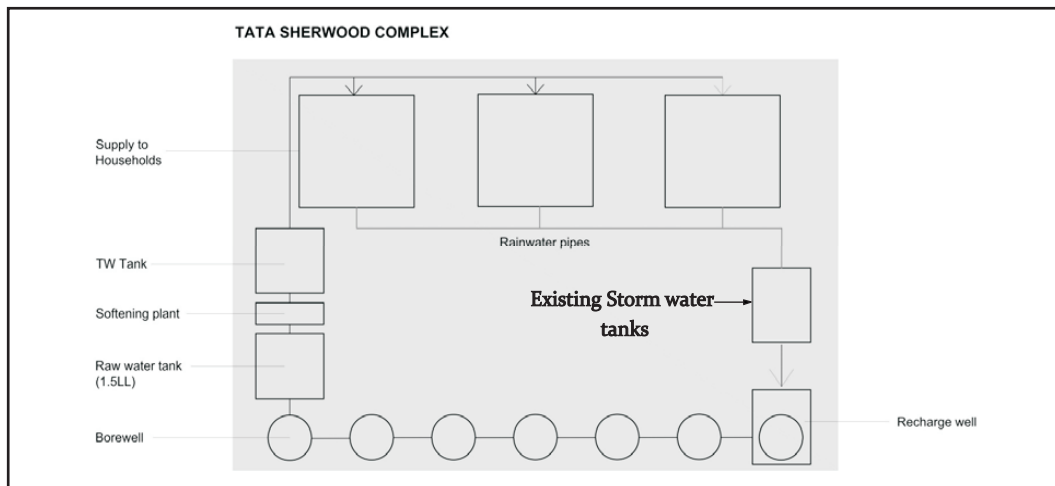 TATA SHERWOOD COMPLEX
Supply to
Households
Rainwater pipes
TW Tank
Existing Storm water
tanks
Softening plant
Raw water tank
(1.5LL)
Borewell
Recharge well